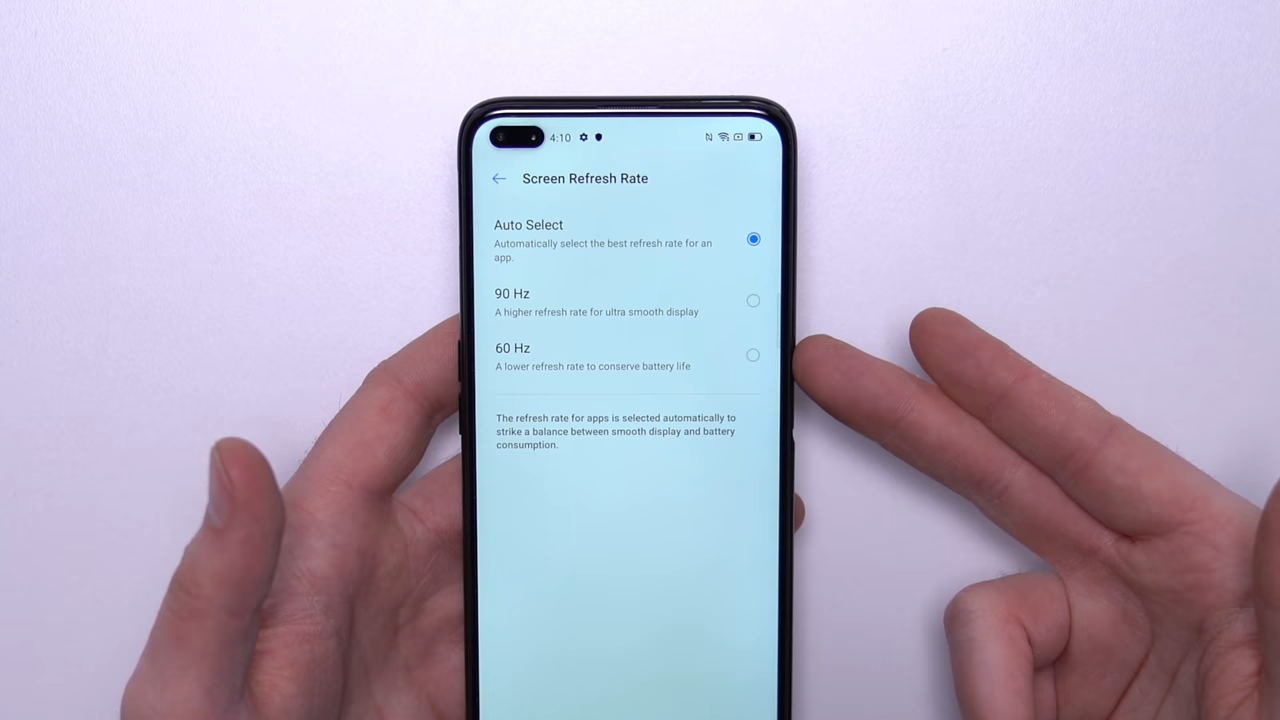 4:10
Screen Refresh Rate
Auto Select
Automatically select the best refresh rate for an
app.
90 Hz
A higher refresh rate for ultra smooth display
60 Hz
A lower refresh rate to conserve battery life
The refresh rate for apps is selected automatically to
strike a balance between smooth display and battery
consumption.